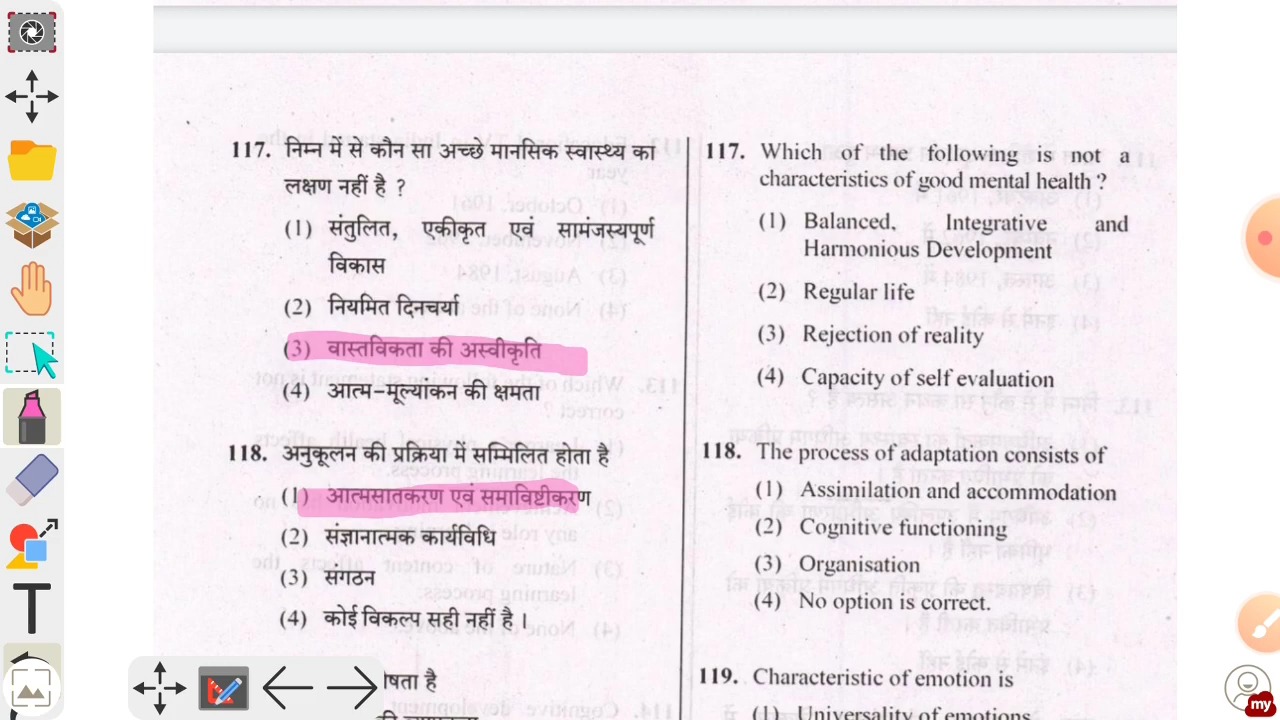 117. निम्न में से कौन सा अच्छे मानसिक स्वास्थ्य का
लक्षण नहीं है ?
(1) संतुलित, एकीकृत एवं सामंजस्यपूर्ण
विकास
(2) नियमित दिनचर्या
(3) वास्तविकता की अस्वीकृति
(4) आत्म-मूल्यांकन की क्षमता
118. अनुकूलन की प्रक्रिया में सम्मिलित होता है
(1) आत्मसातकरण एवं समाविष्टीकरण
(2) संज्ञानात्मक कार्यविधि
(3) संगठन
(4) कोई विकल्प सही नहीं है ।
117. Which of the following is not a
characteristics of good mental health ?
(1) Balanced, Integrative and
Harmonious Development
(2) Regular life
(3) Rejection of reality
(4) Capacity of self evaluation
118. The process of adaptation consists of
(1) Assimilation and accommodation
(2) Cognitive functioning
(3) Organisation
(4) No option is correct.
119. Characteristic of emotion is
(1) Universality of emotions
T
my